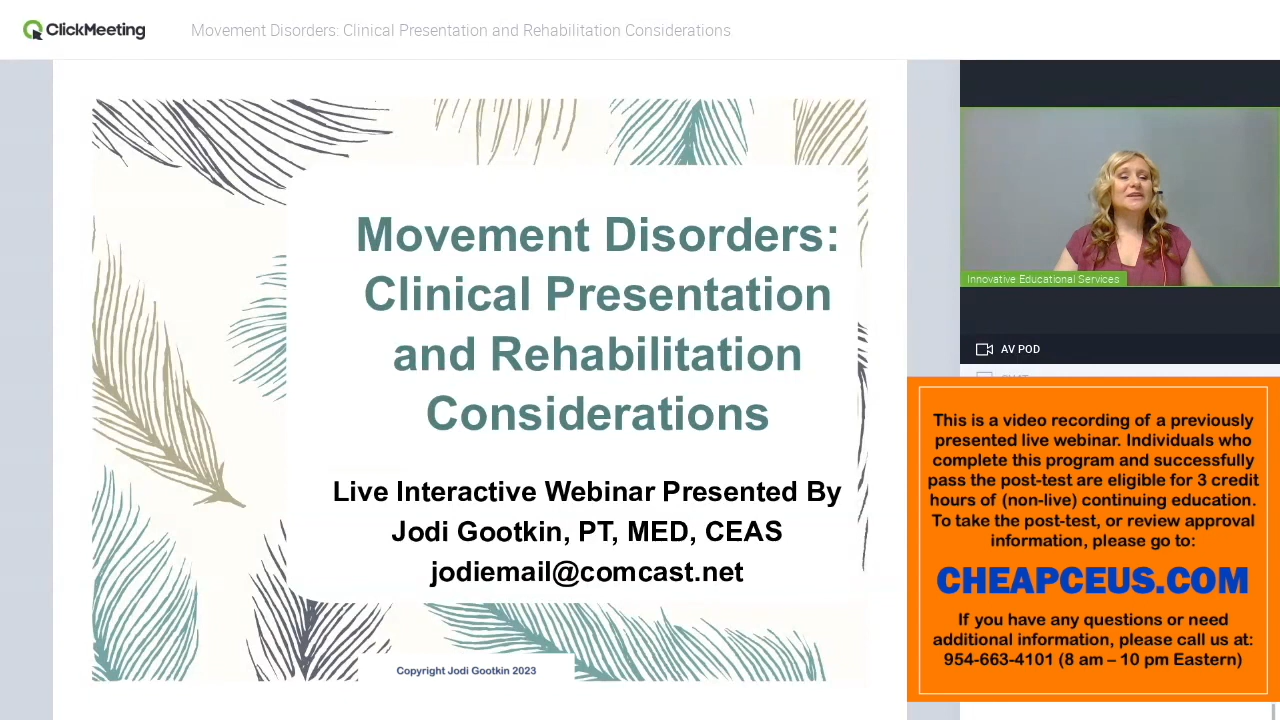 ClickMeeting
Movement Disorders: Clinical Presentation and Rehabilitation Considerations
Movement Disorders:
Clinical Presentation
and Rehabilitation
Considerations
Live Interactive Webinar Presented By
Jodi Gootkin, PT, MED, CEAS
jodiemail@comcast.net
Copyright Jodi Gootkin 2023
Innovative Educational Services
AV POD
This is a video recording of a previously
presented live webinar. Individuals who
complete this program and successfully
pass the post-test are eligible for 3 credit
hours of (non-live) continuing education.
To take the post-test, or review approval
information, please go to:
CHEAPCEUS.COM
If you have any questions or need
additional information, please call us at:
954-663-4101 (8 am – 10 pm Eastern)